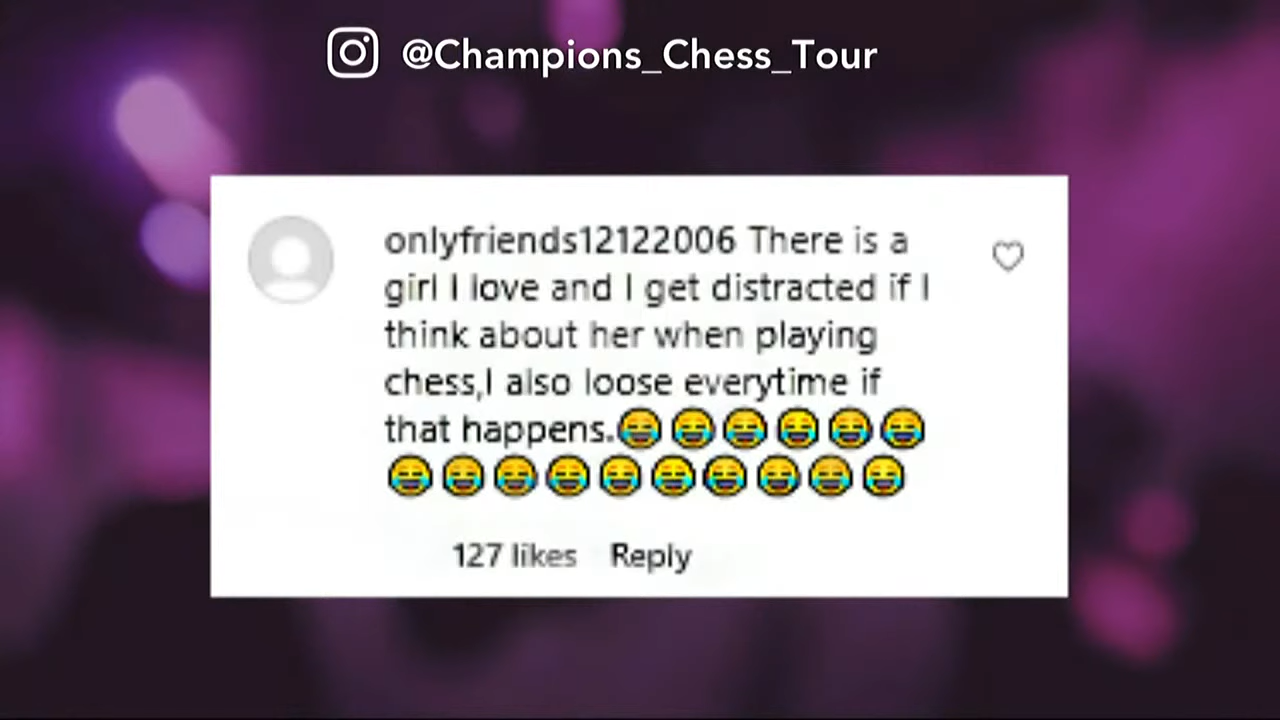 @Champions_Chess_Tour
onlyfriends12122006 There is a
girl I love and I get distracted if I
think about her when playing
chess,I also loose everytime if
that happens.😂😂😂😂😂😂
😂😂😂😂😂😂😂😂😂😂
127 likes Reply